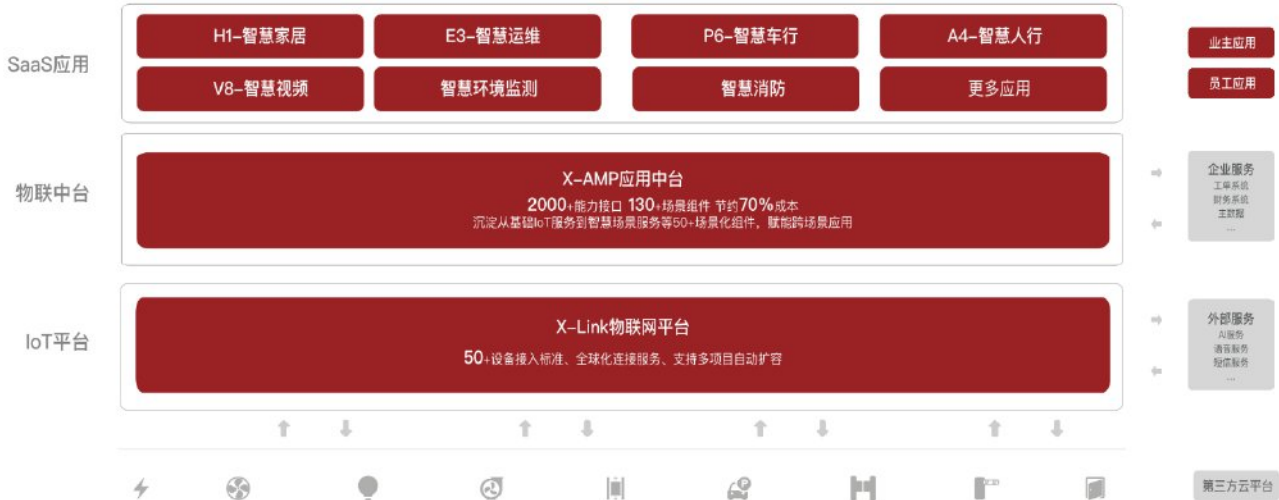 SaaS应用
H1-智慧家居
E3-智慧运维
P6-智慧车行
A4-智慧人行
V8-智慧视频
智慧环境监测
智慧消防
更多应用
业主应用
员工应用
物联中台
X-AMP应用中台
2000+能力接口 130+场景组件 节约70%成本
沉淀从基础IoT服务到智慧场景服务等50+场景化组件，赋能跨场景应用
企业服务
工单系统
财务系统
主数据
...
IoT平台
X-Link物联网平台
50+设备接入标准、全球化连接服务、支持多项目自动扩容
外部服务
AI服务
语音服务
短信服务
...
第三方云平台